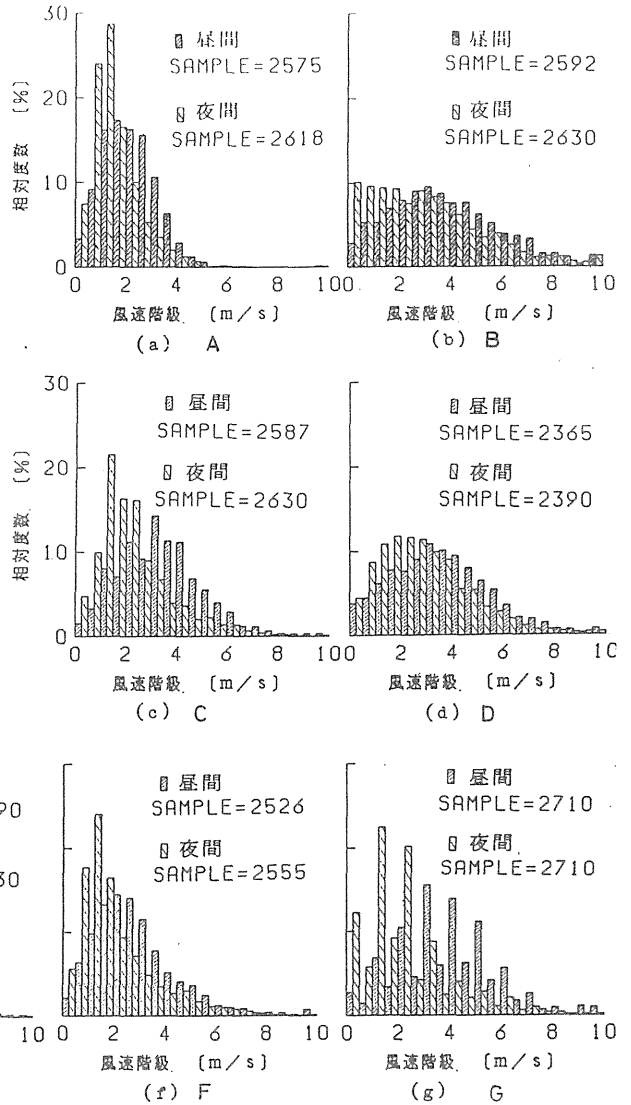 30
20
10
0
相対度数 [%]
昼間
SAMPLE=2575
夜間
SAMPLE=2618
0 2 4 6 8 10
風速階級 [m/s]
(a) A
昼間
SAMPLE=2592
夜間
SAMPLE=2630
0 2 4 6 8 10
風速階級 [m/s]
(b) B
30
20
10
0
相対度数 [%]
昼間
SAMPLE=2587
夜間
SAMPLE=2630
0 2 4 6 8 10
風速階級. [m/s]
(c) C
昼間
SAMPLE=2365
夜間
SAMPLE=2390
0 2 4 6 8 10
風速階級. [m/s]
(d) D
90
30
10
昼間
SAMPLE=2526
夜間
SAMPLE=2555
0 2 4 6 8 10
風速階級 [m/s]
(f) F
昼間
SAMPLE=2710
夜間
SAMPLE=2710
0 2 4 6 8 10
風速階級. [m/s]
(g) G